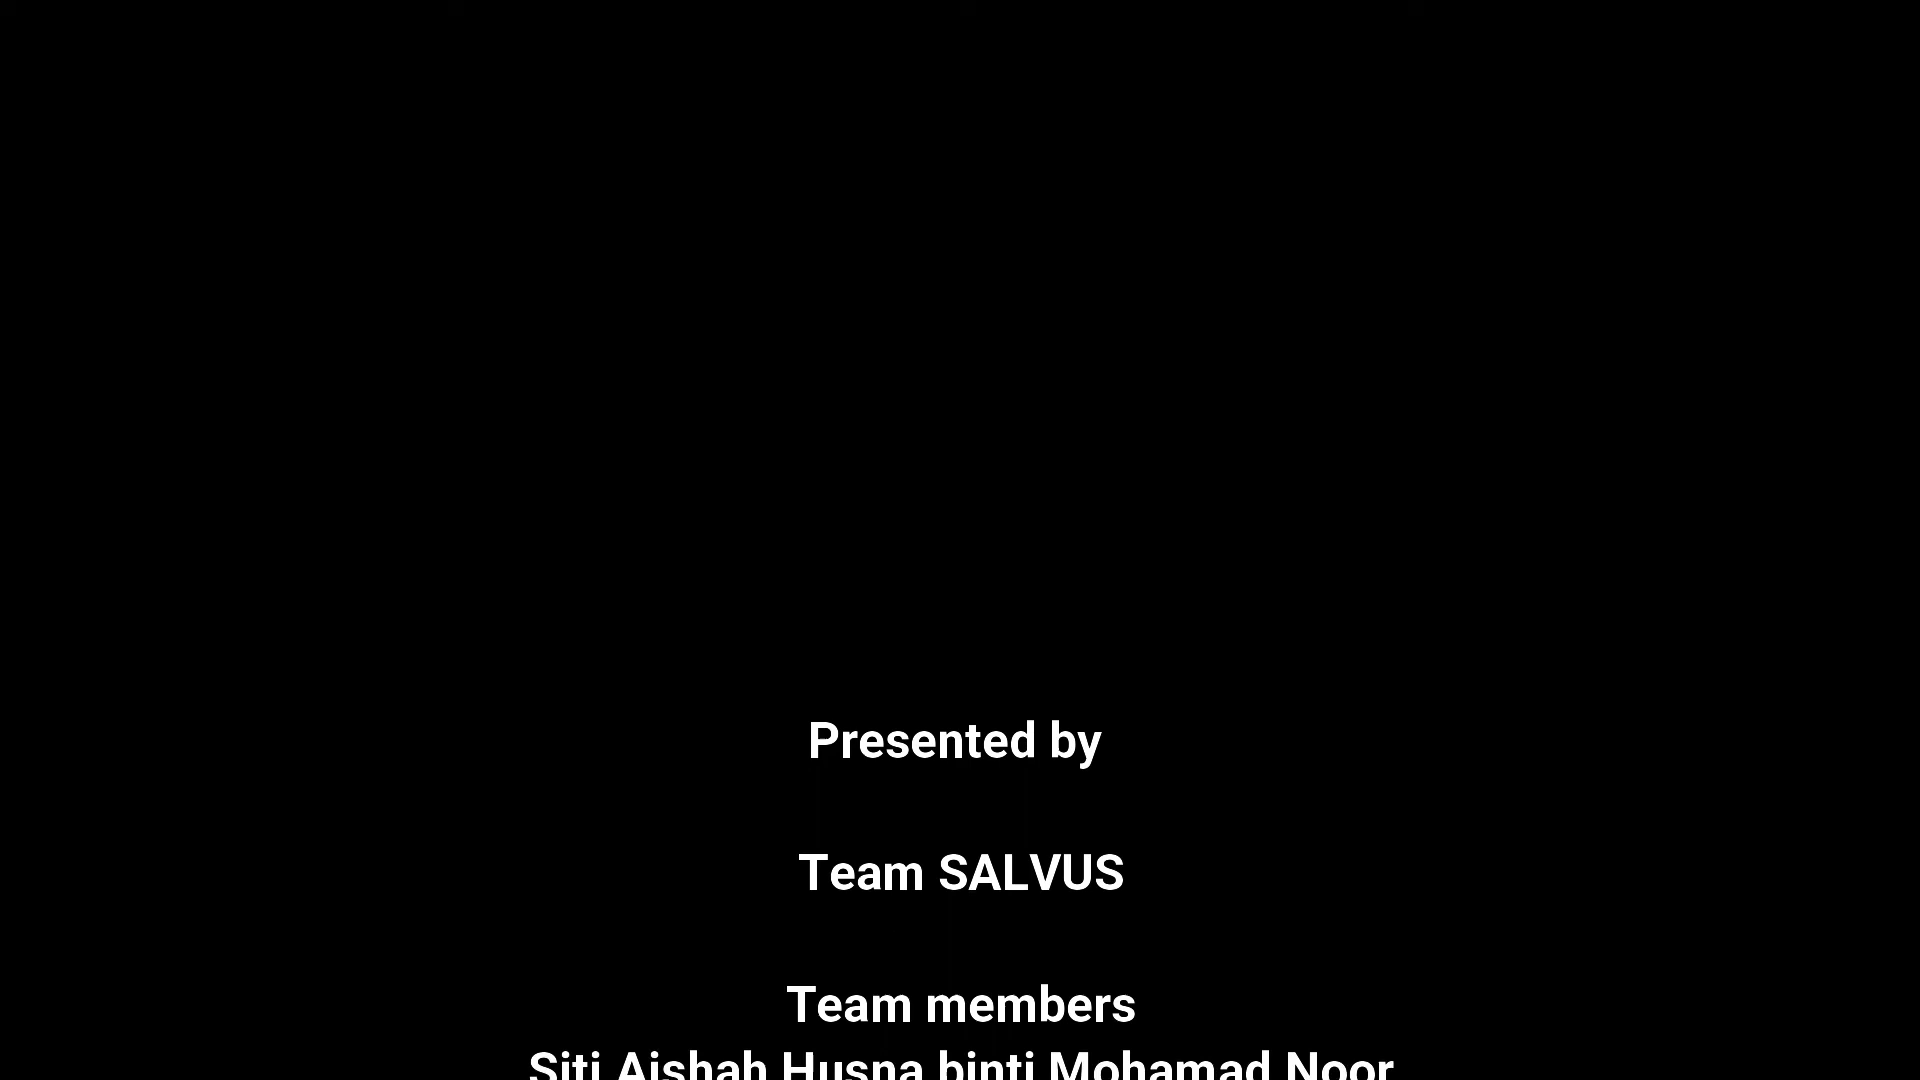 Presented by
Team SALVUS
Team members
Siti Aishah Husna binti Mohamad Noor